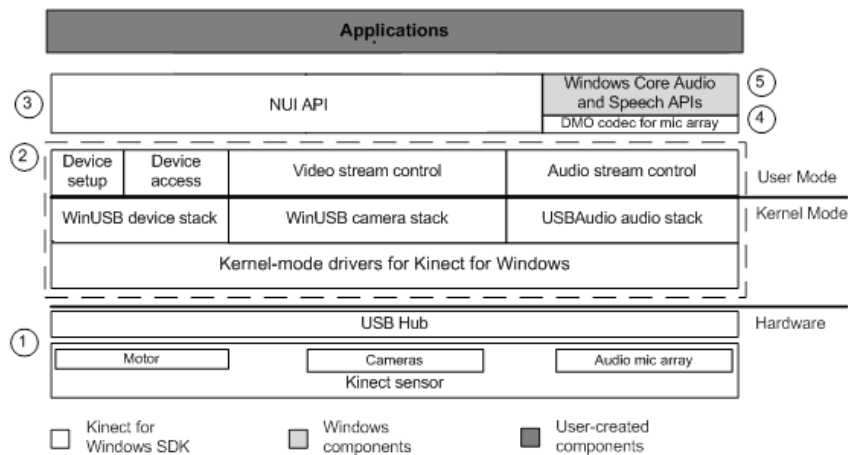 Applications
3
NUI API
Windows Core Audio
and Speech APIs
5
DMO codec for mic array
4
2
Device
setup
Device
access
Video stream control
Audio stream control
User Mode
WinUSB device stack
WinUSB camera stack
USBAudio audio stack
Kernel Mode
Kernel-mode drivers for Kinect for Windows
USB Hub
Hardware
1
Motor
Cameras
Audio mic array
Kinect sensor
Kinect for
Windows SDK
Windows
components
User-created
components